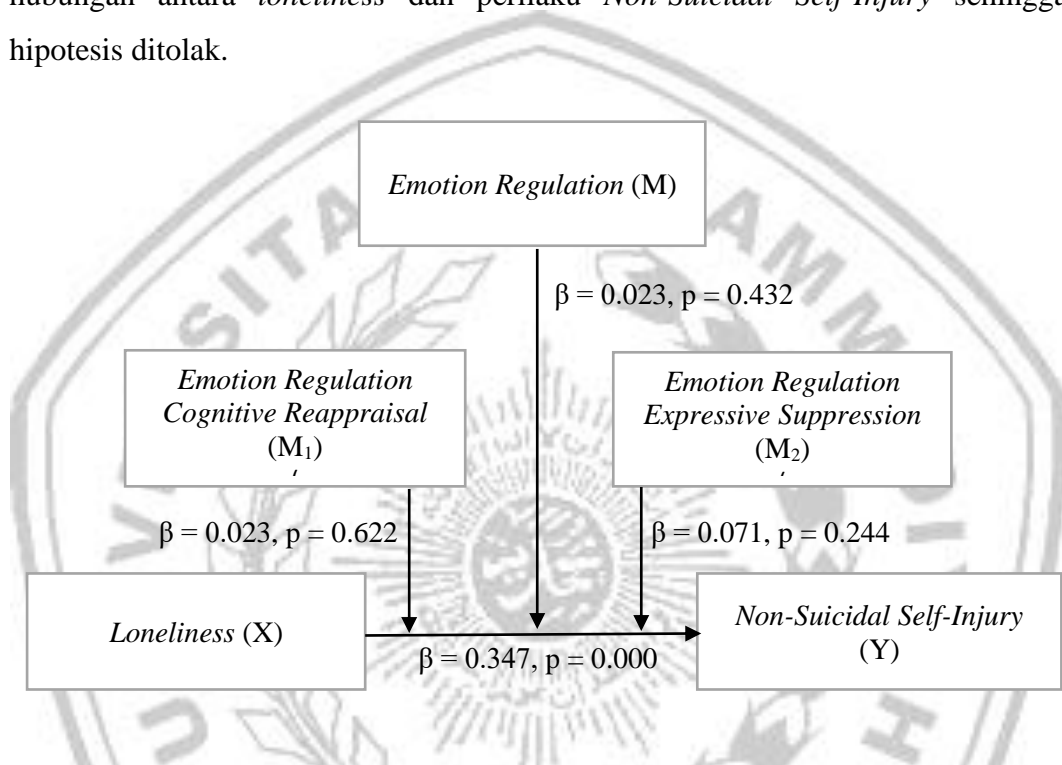 hubungan antara loneliness dan perilaku Non-Suicidal Self-Injury sehingga
hipotesis ditolak.
Emotion Regulation (M)
β = 0.023, p = 0.432
Emotion Regulation
Cognitive Reappraisal
(M₁)
Emotion Regulation
Expressive Suppression
(M₂)
β = 0.023, p = 0.622
β = 0.071, p = 0.244
Loneliness (X)
Non-Suicidal Self-Injury
(Y)
β = 0.347, p = 0.000